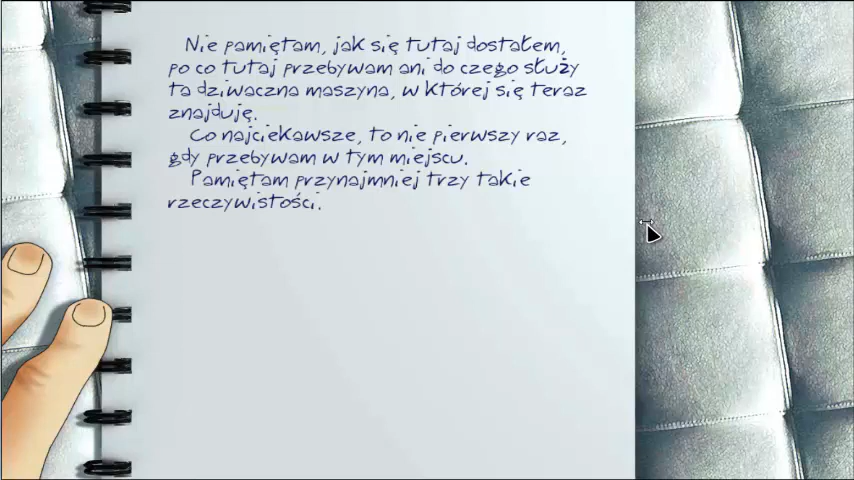 Nie pamiętam, jak się tutaj dostałem,
po co tutaj przebywam ani do czego służy
ta dziwaczna maszyna, w której się teraz
znajduję.
Co najciekawsze, to nie pierwszy raz,
gdy przebywam w tym miejscu.
Pamiętam przynajmniej trzy takie
rzeczywistości.